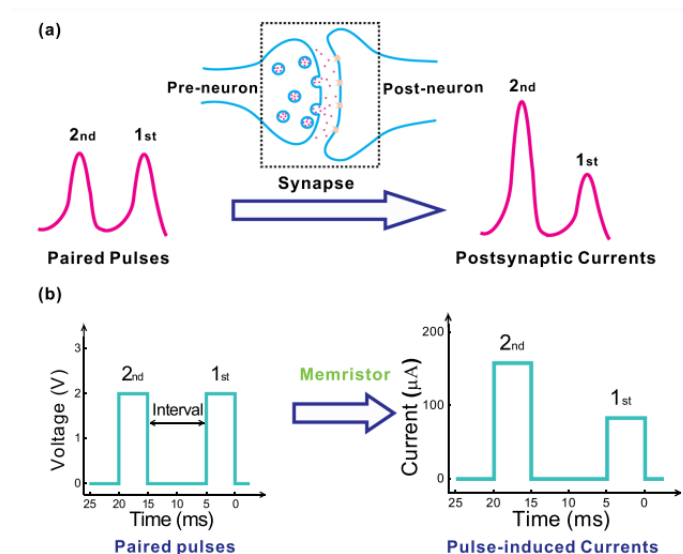 (a)
Pre-neuron
Post-neuron
2nd
1st
Synapse
2nd
1st
Paired Pulses
Postsynaptic Currents
(b)
Voltage (V)
3
2
1
0
2nd
1st
Interval
25 20 15 10 5 0
Time (ms)
Paired pulses
Memristor
Current (μA)
200
100
0
2nd
1st
25 20 15 10 5 0
Time (ms)
Pulse-induced Currents